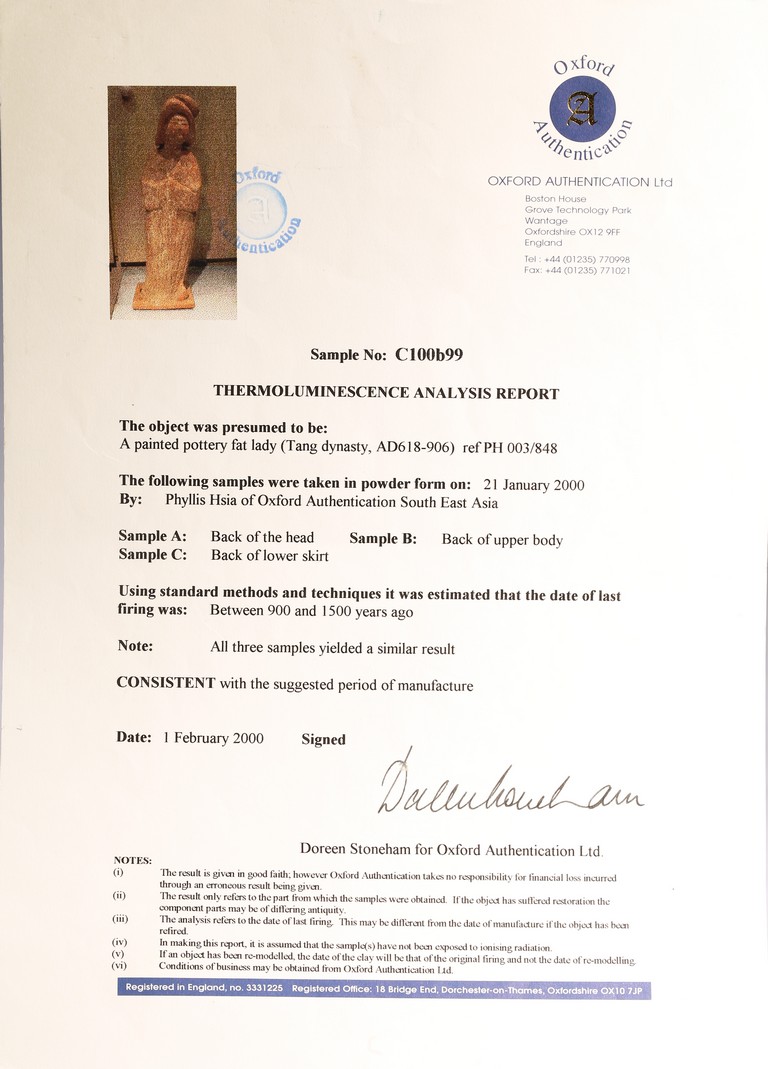 Oxford
A
Authentication
OXFORD AUTHENTICATION Ltd
Boston House
Grove Technology Park
Wantage
Oxfordshire OX12 9FF
England
Tel : +44 (01235) 770998
Fax: +44 (01235) 771021
Oxford
A
Authentication
Sample No: C100b99
THERMOLUMINESCENCE ANALYSIS REPORT
The object was presumed to be:
A painted pottery fat lady (Tang dynasty, AD618-906) ref PH 003/848
The following samples were taken in powder form on: 21 January 2000
By: Phyllis Hsia of Oxford Authentication South East Asia
Sample A: Back of the head Sample B: Back of upper body
Sample C: Back of lower skirt
Using standard methods and techniques it was estimated that the date of last
firing was: Between 900 and 1500 years ago
Note: All three samples yielded a similar result
CONSISTENT with the suggested period of manufacture
Date: 1 February 2000 Signed
Doreen Stoneham
Doreen Stoneham for Oxford Authentication Ltd.
NOTES:
(i) The result is given in good faith; however Oxford Authentication takes no responsibility for financial loss incurred
through an erroneous result being given.
(ii) The result only refers to the part from which the samples were obtained. If the object has suffered restoration the
component parts may be of differing antiquity.
(iii) The analysis refers to the date of last firing. This may be different from the date of manufacture if the object has been
refired.
(iv) In making this report, it is assumed that the sample(s) have not been exposed to ionising radiation.
(v) If an object has been re-modelled, the date of the clay will be that of the original firing and not the date of re-modelling.
(vi) Conditions of business may be obtained from Oxford Authentication Ltd.
Registered in England, no. 3331225 Registered Office: 18 Bridge End, Dorchester-on-Thames, Oxfordshire OX10 7JP